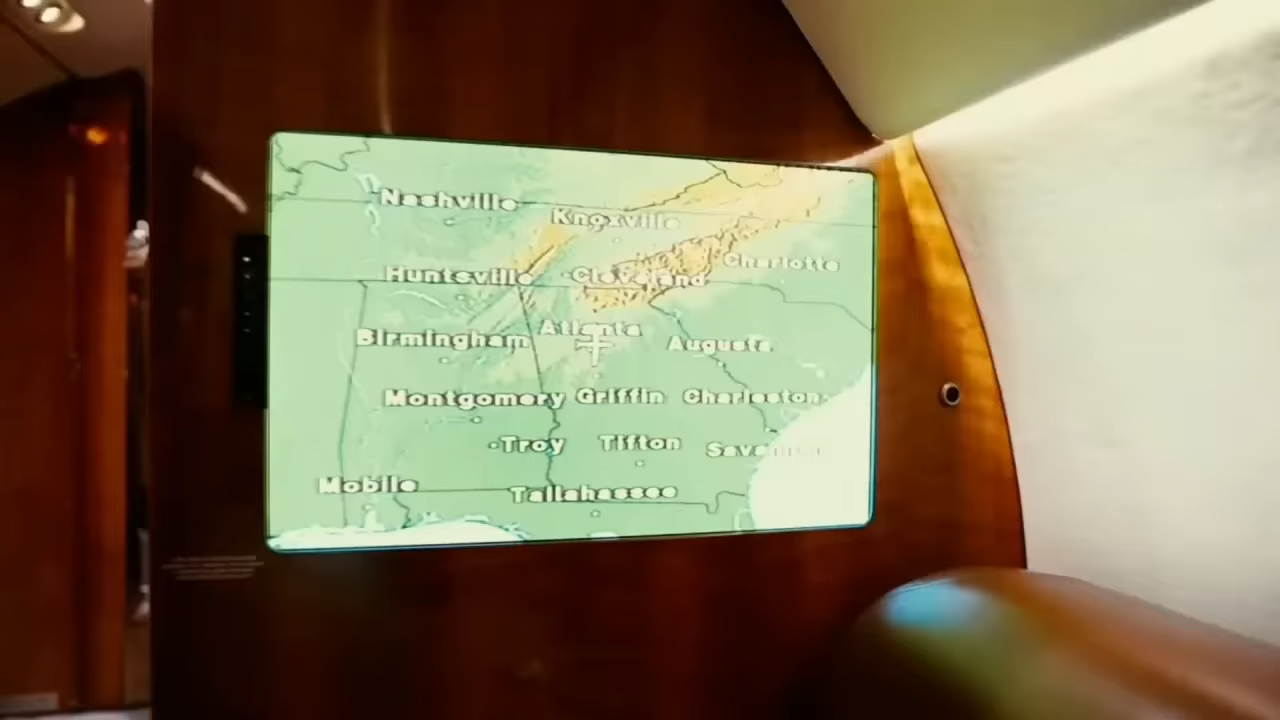 Nashville
Knoxville
Charlotte
Huntsville
Cleveland
Atlanta
Birmingham
Augusta
Montgomery
Griffin
Charleston
Troy
Tifton
Mobile
Tallahassee